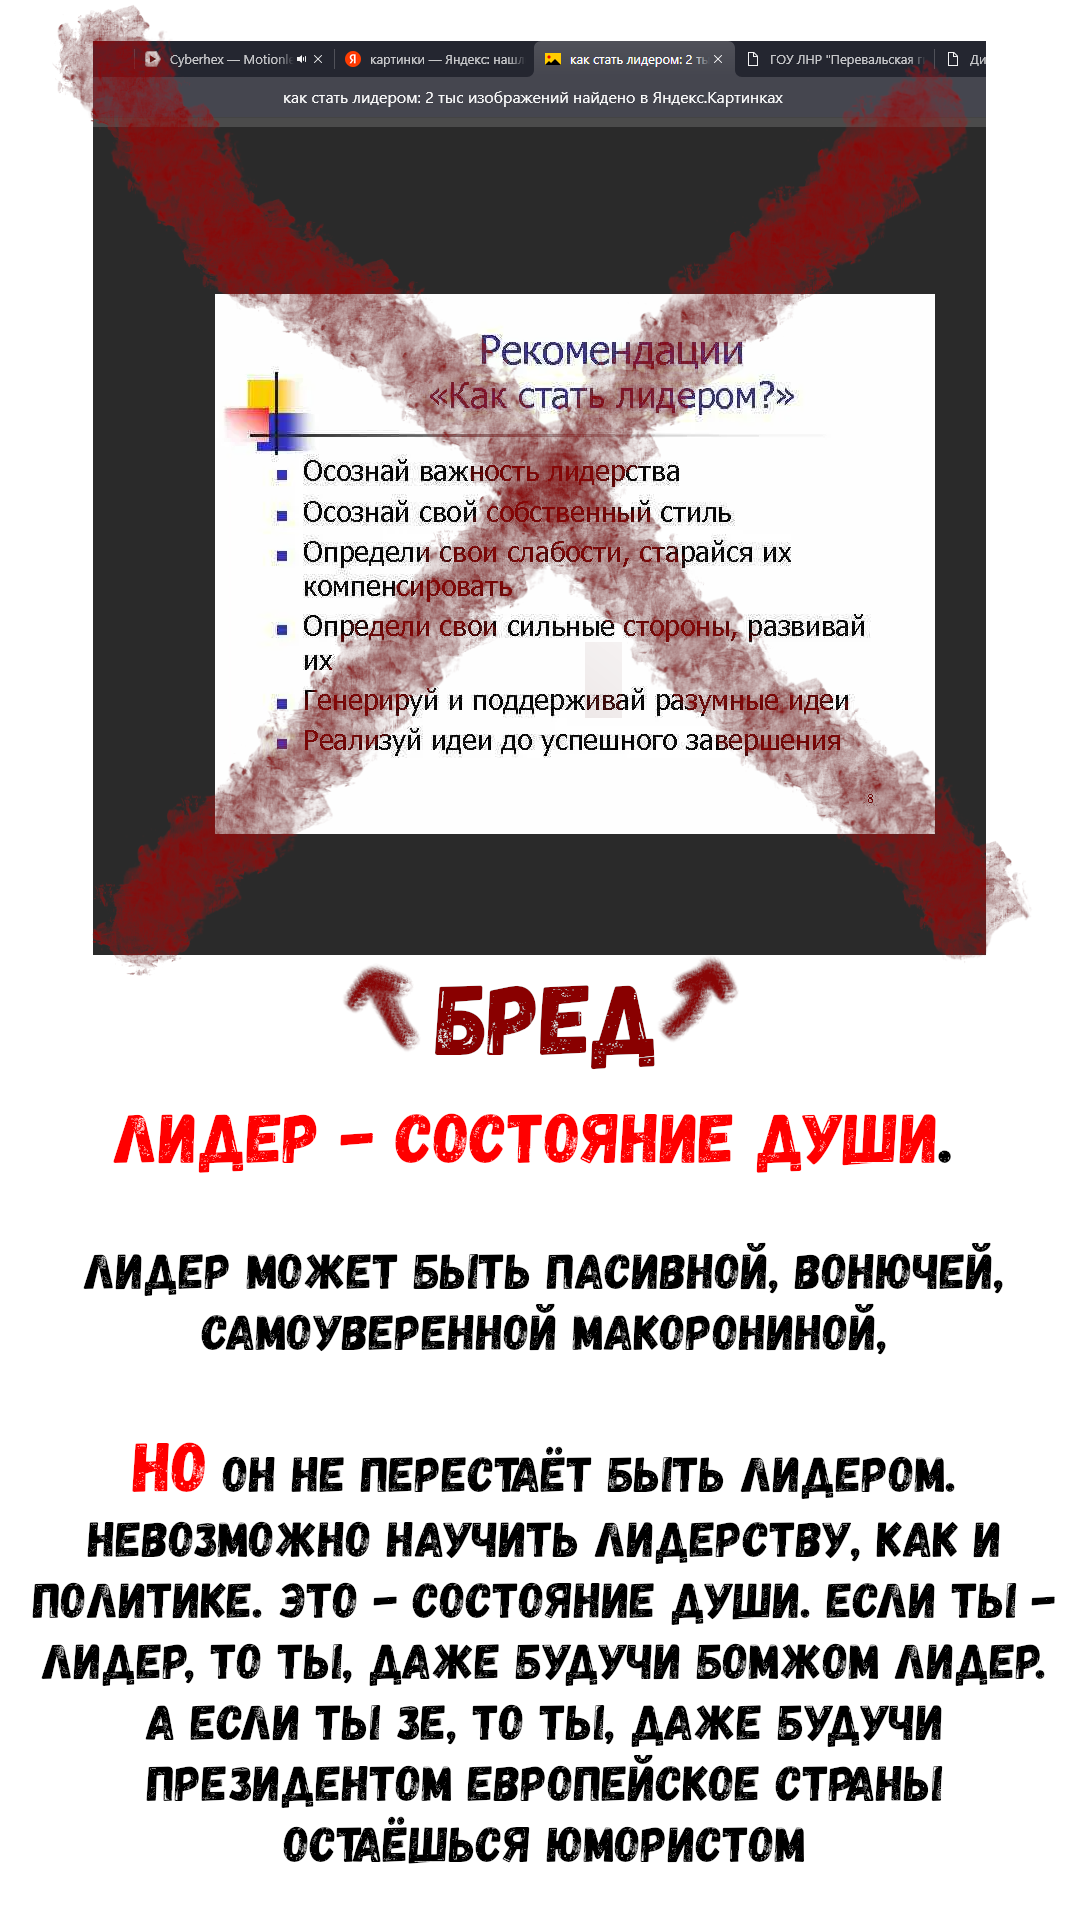 Cyberhex — Motionle
картинки — Яндекс: нашл
как стать лидером: 2 ты
ГОУ ЛНР "Перевальская г
Ди
как стать лидером: 2 тыс изображений найдено в Яндекс.Картинках
Рекомендации
«Как стать лидером?»
Осознай важность лидерства
Осознай свой собственный стиль
Определи свои слабости, старайся их
компенсировать
Определи свои сильные стороны, развивай
их
Генерируй и поддерживай разумные идеи
Реализуй идеи до успешного завершения
8
БРЕД
ЛИДЕР - СОСТОЯНИЕ ДУШИ.
ЛИДЕР МОЖЕТ БЫТЬ ПАСИВНОЙ, ВОНЮЧЕЙ,
САМОУВЕРЕННОЙ МАКОРОНИНОЙ,
НО ОН НЕ ПЕРЕСТАЁТ БЫТЬ ЛИДЕРОМ.
НЕВОЗМОЖНО НАУЧИТЬ ЛИДЕРСТВУ, КАК И
ПОЛИТИКЕ. ЭТО - СОСТОЯНИЕ ДУШИ. ЕСЛИ ТЫ -
ЛИДЕР, ТО ТЫ, ДАЖЕ БУДУЧИ БОМЖОМ ЛИДЕР.
А ЕСЛИ ТЫ ЗЕ, ТО ТЫ, ДАЖЕ БУДУЧИ
ПРЕЗИДЕНТОМ ЕВРОПЕЙСКОЕ СТРАНЫ
ОСТАЁШЬСЯ ЮМОРИСТОМ